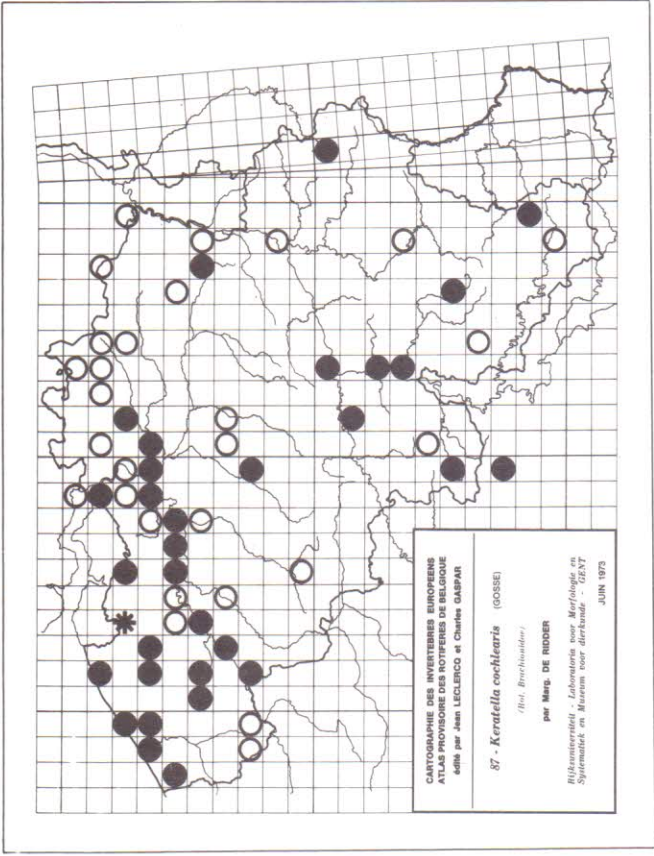 CARTOGRAPHIE DES INVERTEBRES EUROPEENS
ATLAS PROVISOIRE DES ROTIFERES DE BELGIQUE
édité par Jean LECLERCQ et Charles GASPAR
87 - Keratella cochlearis (GOSSE)
(Rot. Brachionidae)
par Marg. DE RIDDER
Rijksuniversiteit - Laboratoria voor Morfologie en
Systematiek en Museum voor dierkunde - GENT
JUIN 1973